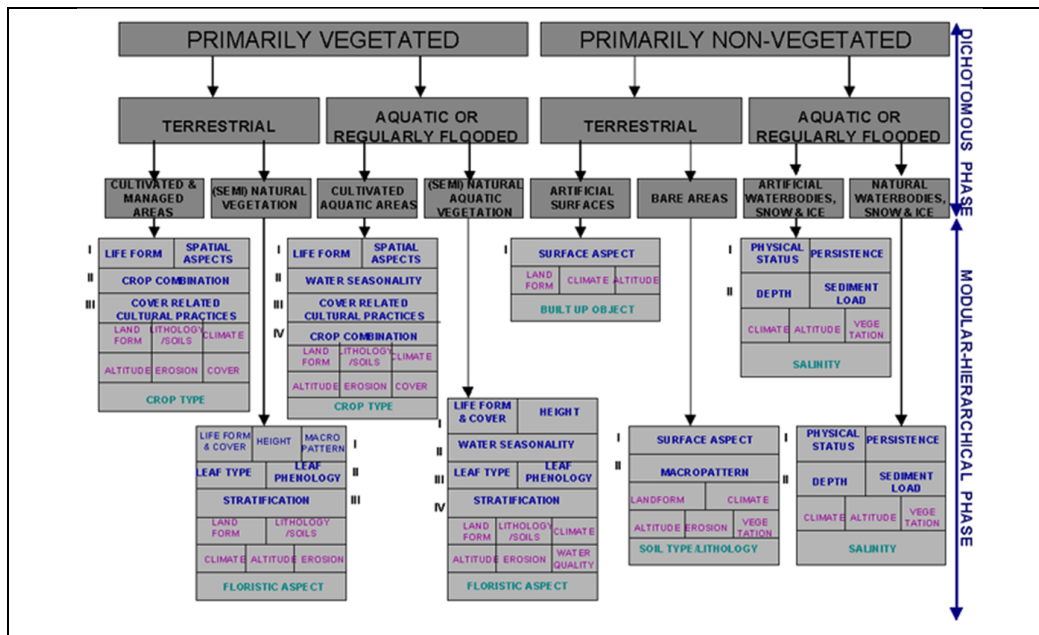 PRIMARILY VEGETATED
PRIMARILY NON-VEGETATED
DICHOTOMOUS PHASE
TERRESTRIAL
AQUATIC OR
REGULARLY FLOODED
TERRESTRIAL
AQUATIC OR
REGULARLY FLOODED
CULTIVATED &
MANAGED
AREAS
(SEMI) NATURAL
VEGETATION
CULTIVATED
AQUATIC AREAS
(SEMI) NATURAL
AQUATIC
VEGETATION
ARTIFICIAL
SURFACES
BARE AREAS
ARTIFICIAL
WATERBODIES,
SNOW & ICE
NATURAL
WATERBODIES,
SNOW & ICE
MODULAR-HIERARCHICAL PHASE
I
LIFE FORM
SPATIAL
ASPECTS
II
CROP COMBINATION
III
COVER RELATED
CULTURAL PRACTICES
LAND
FORM
LITHOLOGY
/SOILS
CLIMATE
ALTITUDE
EROSION
COVER
CROP TYPE
I
LIFE FORM
SPATIAL
ASPECTS
II
WATER SEASONALITY
III
COVER RELATED
CULTURAL PRACTICES
IV
CROP COMBINATION
LAND
FORM
LITHOLOGY
/SOILS
CLIMATE
ALTITUDE
EROSION
COVER
CROP TYPE
I
SURFACE ASPECT
LAND
FORM
CLIMATE
ALTITUDE
BUILT UP OBJECT
I
PHYSICAL
STATUS
PERSISTENCE
II
DEPTH
SEDIMENT
LOAD
CLIMATE
ALTITUDE
VEGE
TATION
SALINITY
LIFE FORM
& COVER
HEIGHT
MACRO
PATTERN
I
LEAF TYPE
LEAF
PHENOLOGY
II
STRATIFICATION
III
LAND
FORM
LITHOLOGY
/SOILS
CLIMATE
ALTITUDE
EROSION
FLORISTIC ASPECT
I
LIFE FORM
& COVER
HEIGHT
II
WATER SEASONALITY
III
LEAF TYPE
LEAF
PHENOLOGY
IV
STRATIFICATION
LAND
FORM
LITHOLOGY
/SOILS
CLIMATE
ALTITUDE
EROSION
WATER
QUALITY
FLORISTIC ASPECT
I
SURFACE ASPECT
II
MACROPATTERN
LANDFORM
CLIMATE
ALTITUDE
EROSION
VEGE
TATION
SOIL TYPE/LITHOLOGY
I
PHYSICAL
STATUS
PERSISTENCE
II
DEPTH
SEDIMENT
LOAD
CLIMATE
ALTITUDE
VEGE
TATION
SALINITY